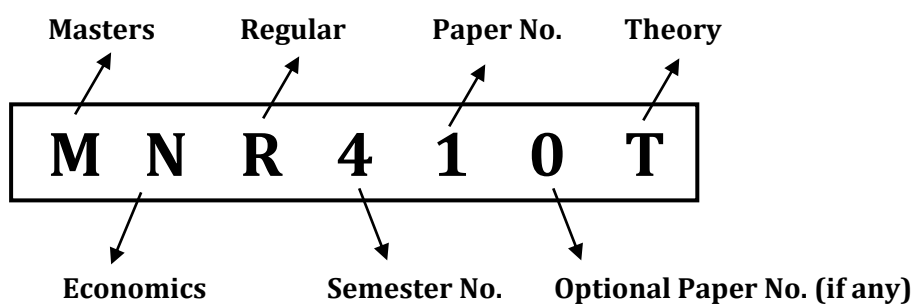 Masters Regular Paper No. Theory
M N R 4 1 0 T
Economics Semester No. Optional Paper No. (if any)